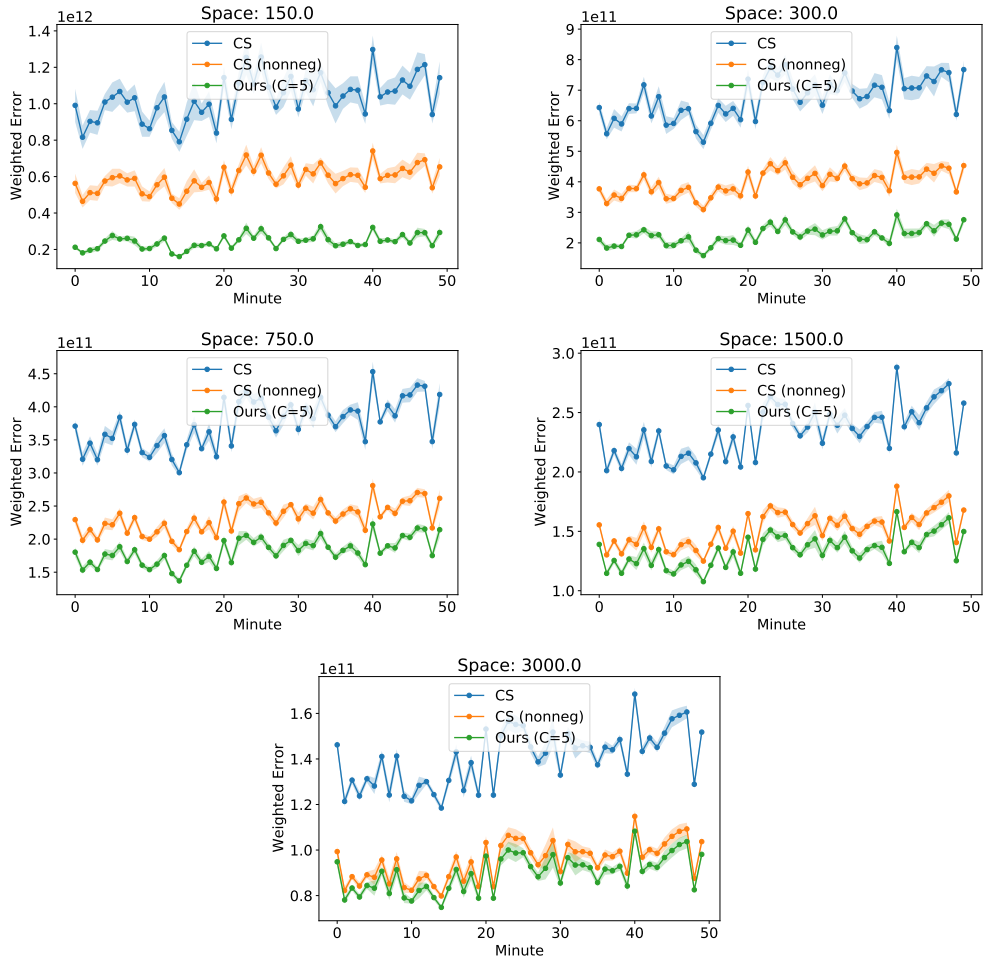 Space: 150.0
1e12
1.4
1.2
1.0
0.8
0.6
0.4
0.2
Weighted Error
CS
CS (nonneg)
Ours (C=5)
0 10 20 30 40 50
Minute
Space: 300.0
1e11
9
8
7
6
5
4
3
2
Weighted Error
CS
CS (nonneg)
Ours (C=5)
0 10 20 30 40 50
Minute
Space: 750.0
1e11
4.5
4.0
3.5
3.0
2.5
2.0
1.5
Weighted Error
CS
CS (nonneg)
Ours (C=5)
0 10 20 30 40 50
Minute
Space: 1500.0
1e11
3.0
2.5
2.0
1.5
1.0
Weighted Error
CS
CS (nonneg)
Ours (C=5)
0 10 20 30 40 50
Minute
Space: 3000.0
1e11
1.6
1.4
1.2
1.0
0.8
Weighted Error
CS
CS (nonneg)
Ours (C=5)
0 10 20 30 40 50
Minute